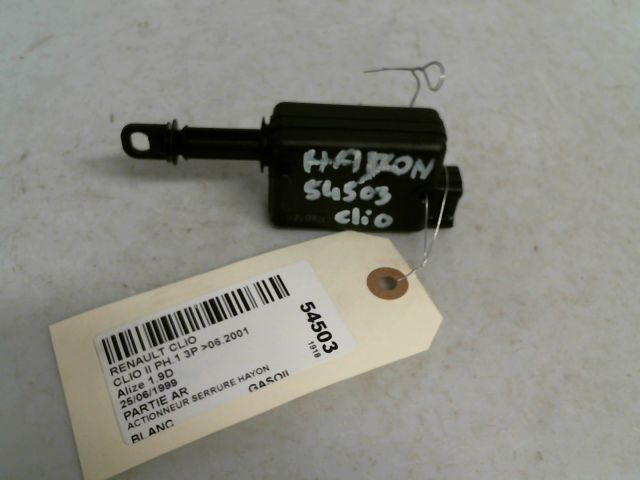 HAYON
54503
Clio
54503
1918
RENAULT CLIO
CLIO II PH.1 3P >06.2001
Alize 1.9D
25/06/1999
PARTIE AR
ACTIONNEUR SERRURE HAYON
GASOIL
BLANC